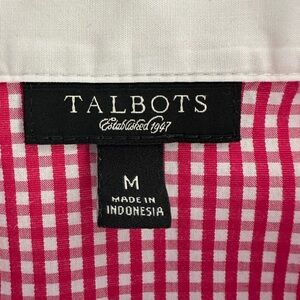 TALBOTS
Established 1947
M
MADE IN
INDONESIA